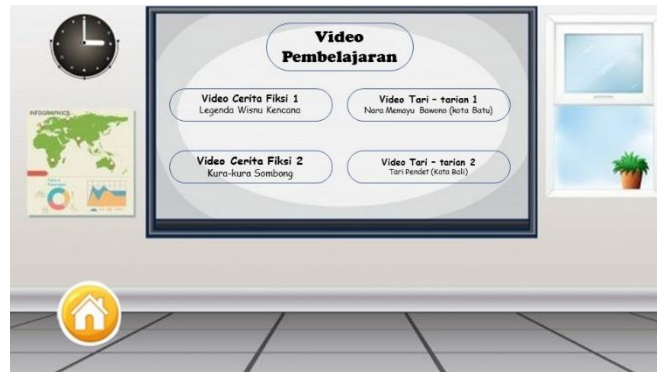 Video
Pembelajaran
Video Cerita Fiksi 1
Legenda Wisnu Kencana
Video Tari - tarian 1
Nara Memayu Bawono (kota Batu)
Video Cerita Fiksi 2
Kura-kura Sombong
Video Tari - tarian 2
Tari Pendet (Kota Bali)
INFOGRAPHICS